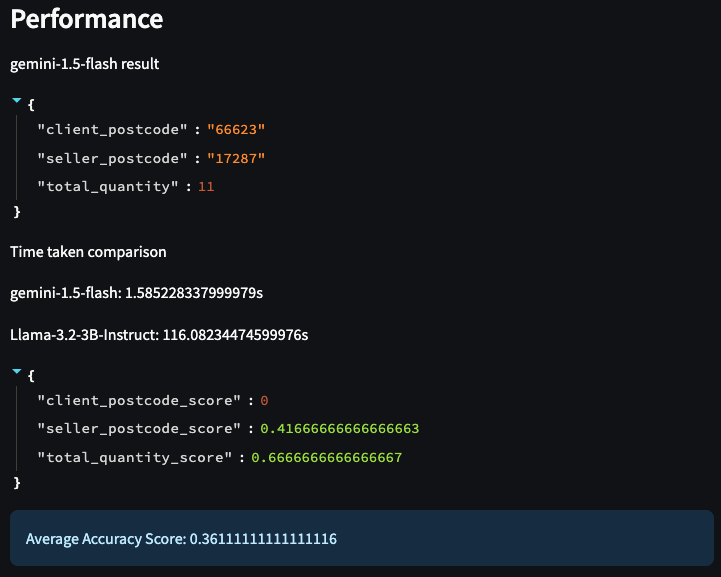 Performance
gemini-1.5-flash result
{
"client_postcode" : "66623"
"seller_postcode" : "17287"
"total_quantity" : 11
}
Time taken comparison
gemini-1.5-flash: 1.585228337999979s
Llama-3.2-3B-Instruct: 116.08234474599976s
{
"client_postcode_score" : 0
"seller_postcode_score" : 0.41666666666666663
"total_quantity_score" : 0.6666666666666667
}
Average Accuracy Score: 0.36111111111111116